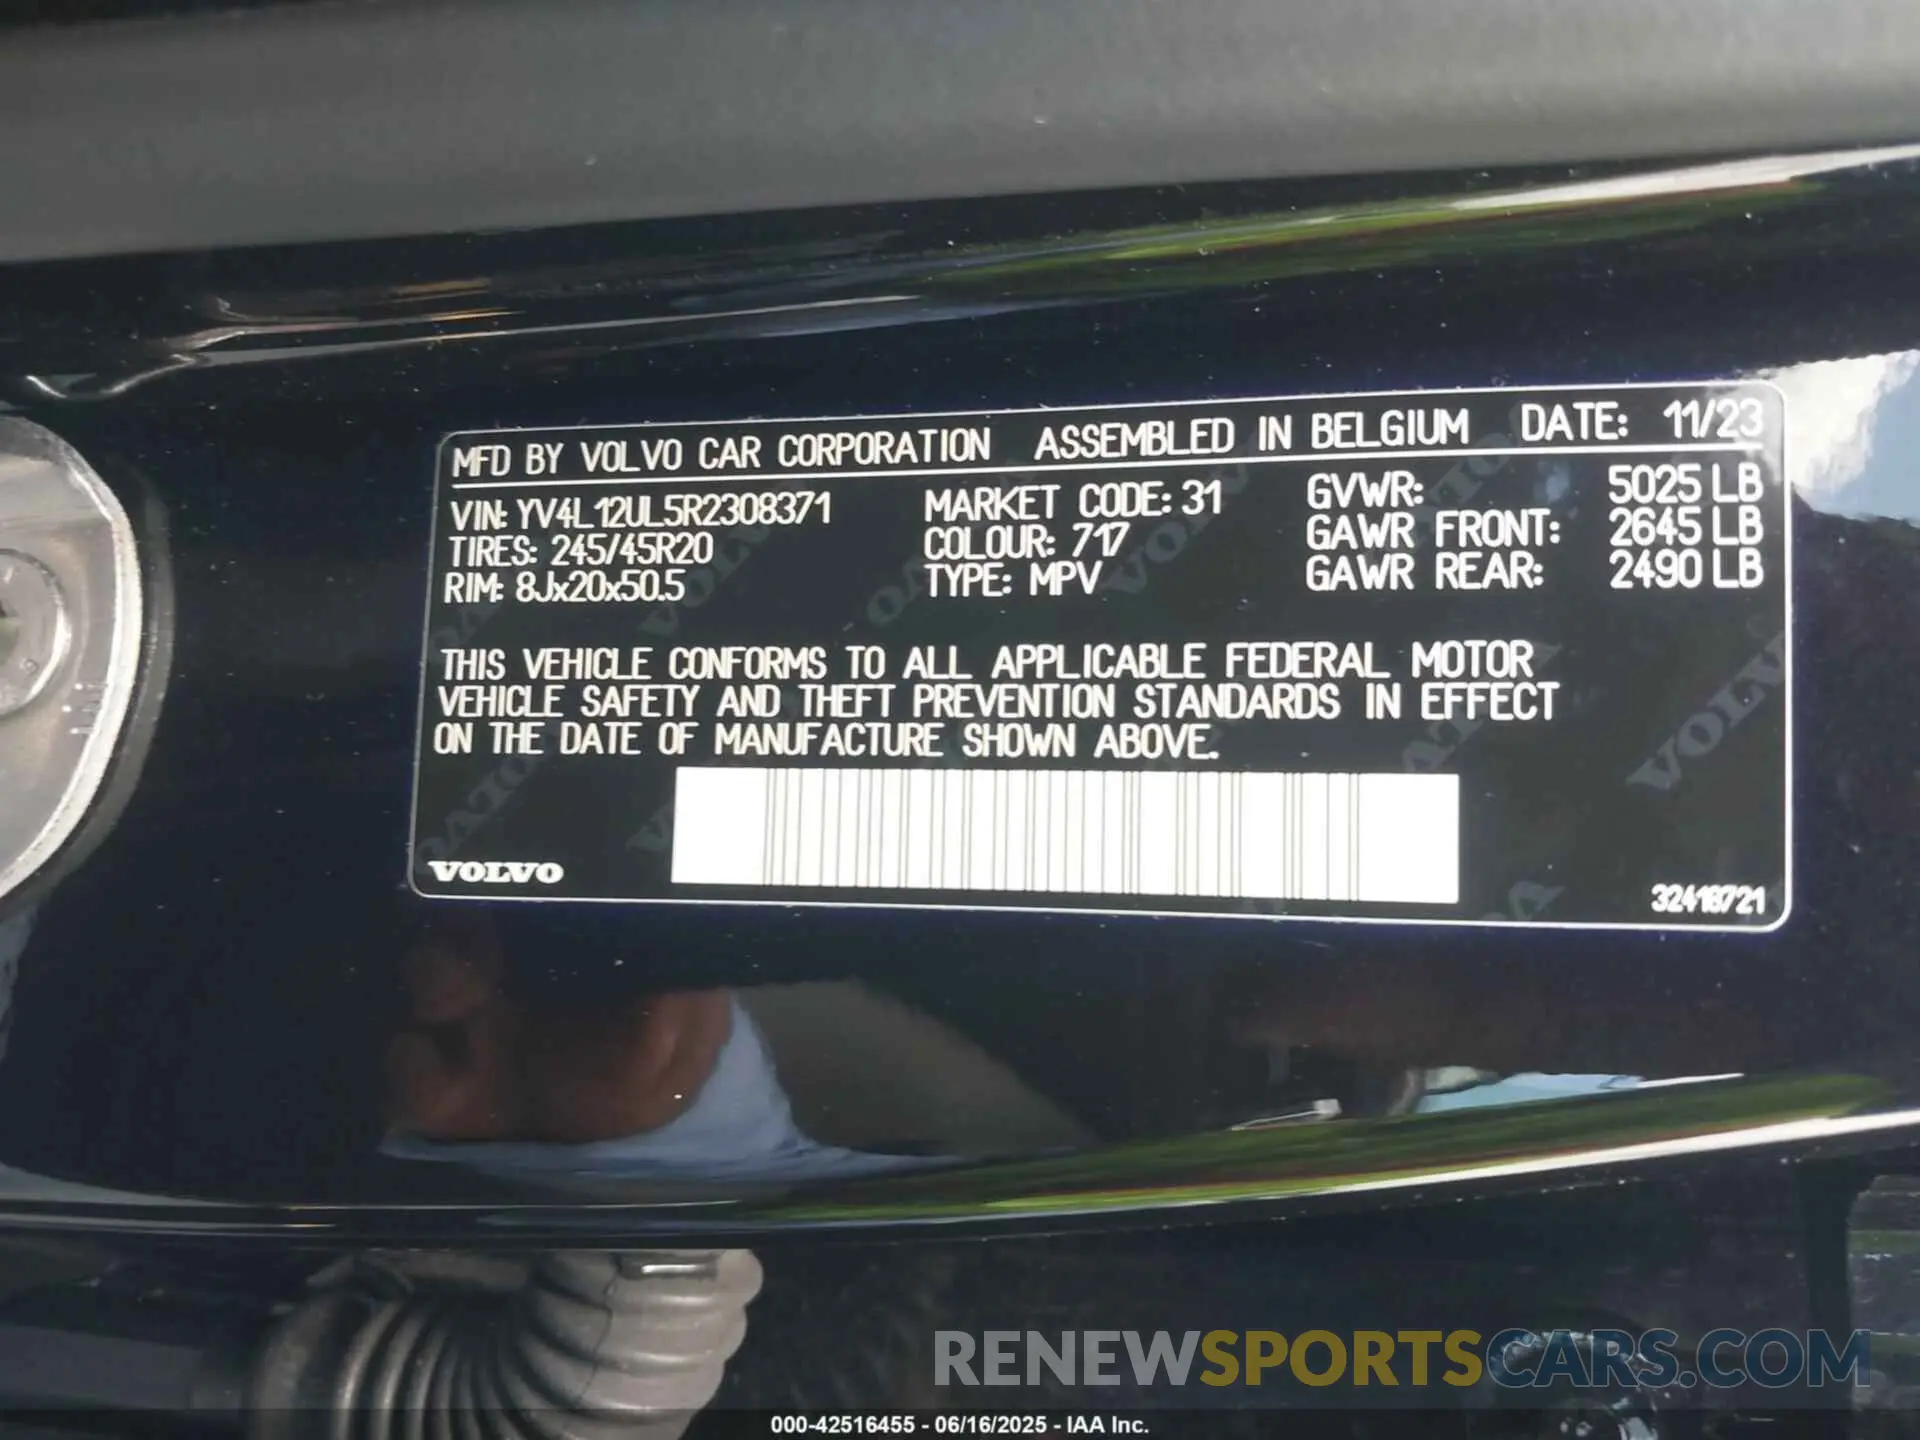 MFD BY VOLVO CAR CORPORATION ASSEMBLED IN BELGIUM DATE: 11/23
VIN: YV4L12UL5R2308371 MARKET CODE: 31 GVWR: 5025 LB
TIRES: 245/45R20 COLOUR: 717 GAWR FRONT: 2645 LB
RIM: 8Jx20x50.5 TYPE: MPV GAWR REAR: 2490 LB
THIS VEHICLE CONFORMS TO ALL APPLICABLE FEDERAL MOTOR
VEHICLE SAFETY AND THEFT PREVENTION STANDARDS IN EFFECT
ON THE DATE OF MANUFACTURE SHOWN ABOVE.
VOLVO
32418721
RENEWSPORTSCARS.COM
000-42516455 - 06/16/2025 - IAA Inc.